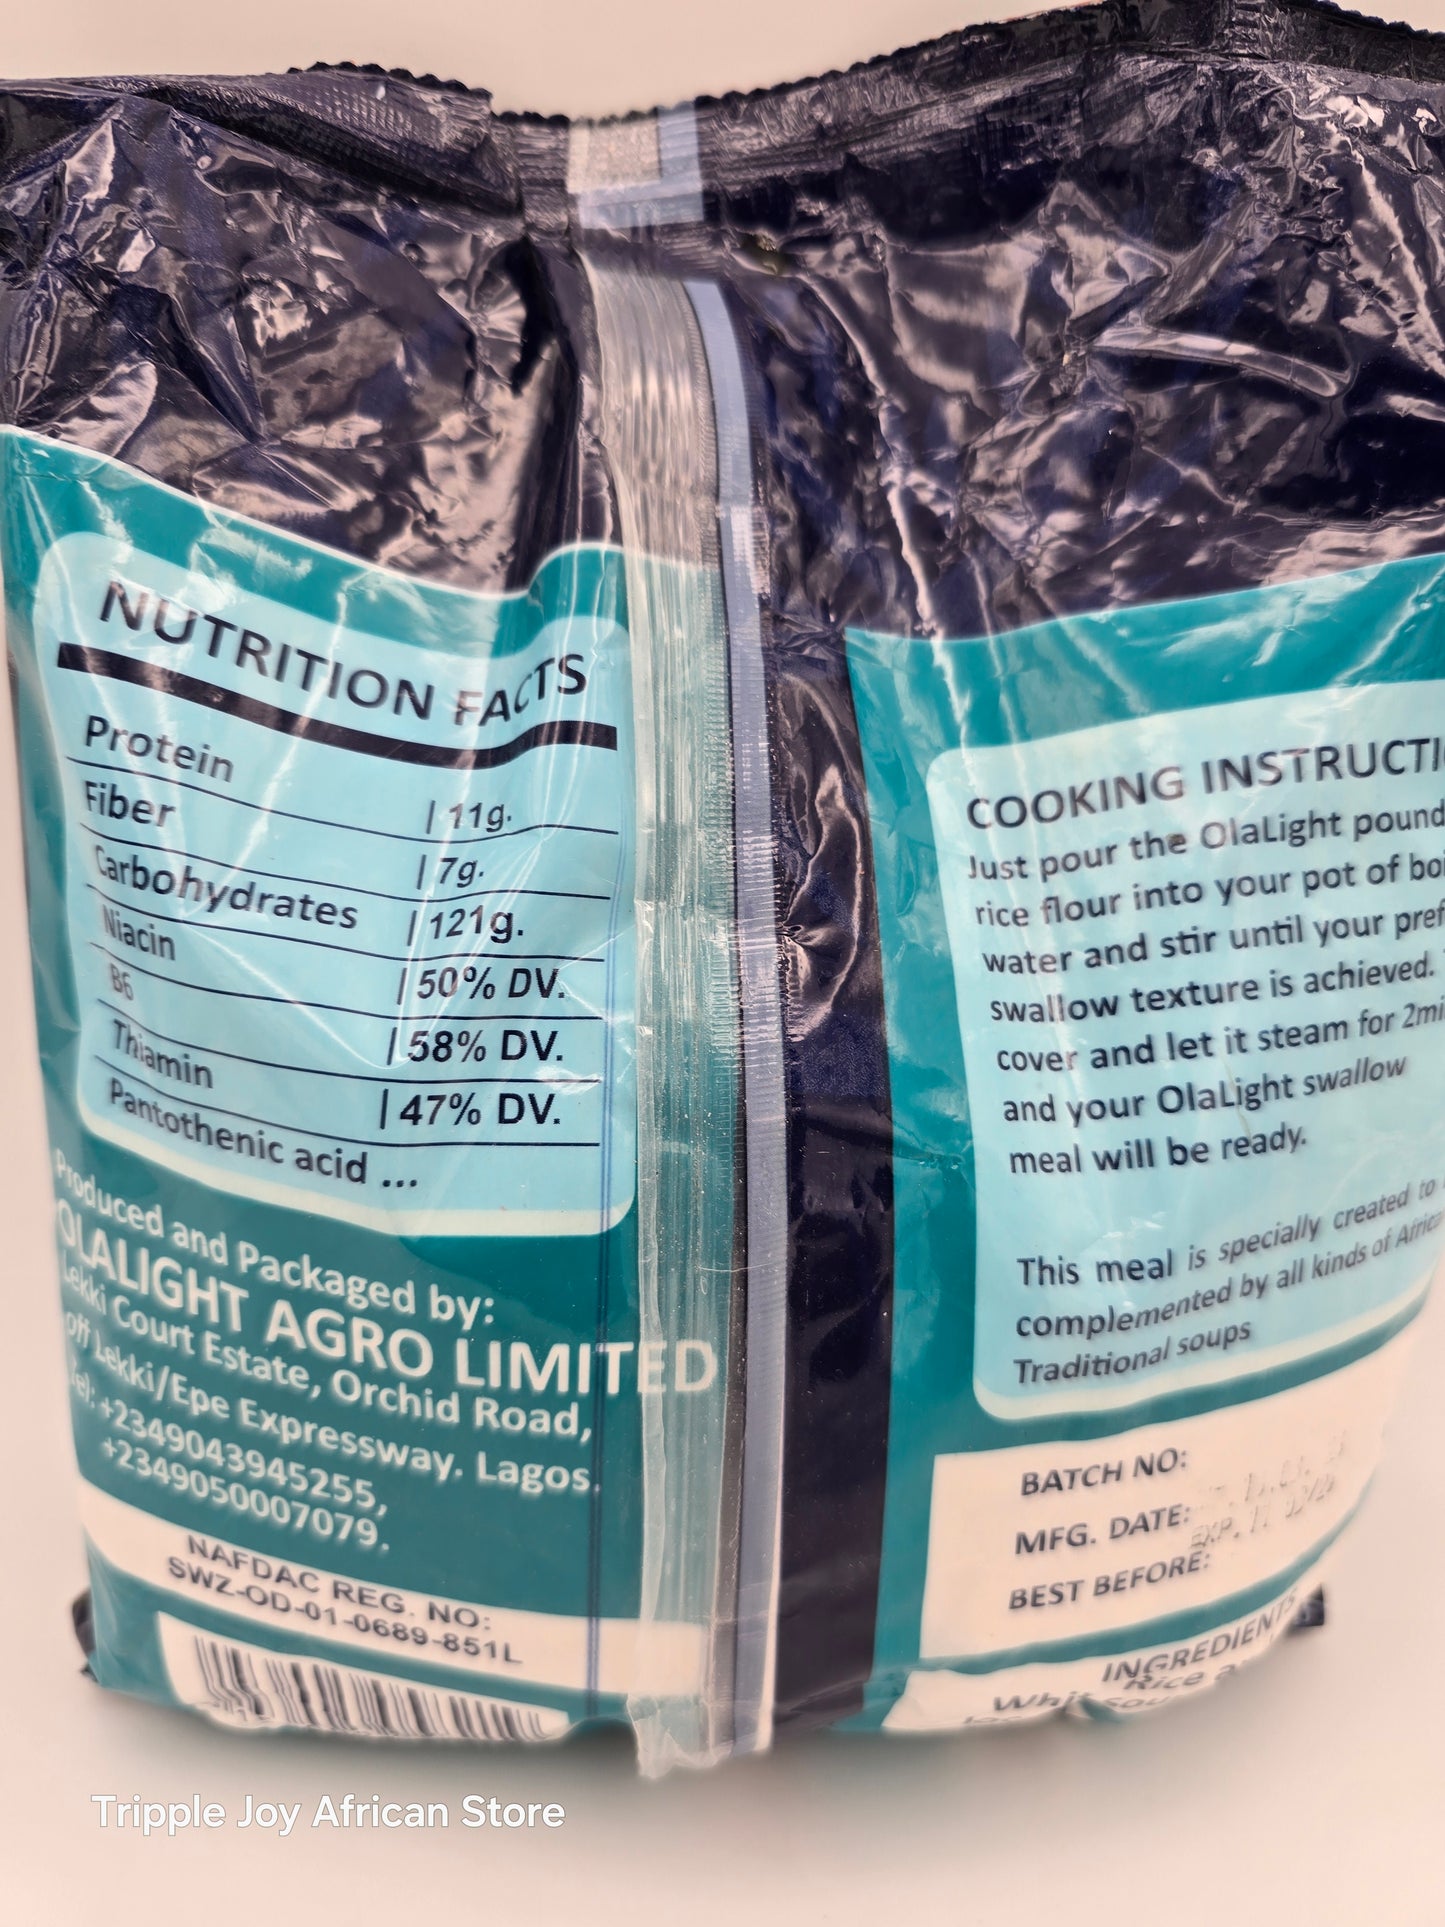 NUTRITION FACTS
Protein | 11g.
Fiber | 7g.
Carbohydrates | 121g.
Niacin | 50% DV.
B6 | 58% DV.
Thiamin | 47% DV.
Pantothenic acid ...
Produced and Packaged by:
OLALIGHT AGRO LIMITED
Lekki Court Estate, Orchid Road,
off Lekki/Epe Expressway. Lagos.
Tel: +2349043945255,
+2349050007079.
NAFDAC REG. NO:
SWZ-OD-01-0689-851L
COOKING INSTRUCTI
Just pour the OlaLight pound
rice flour into your pot of boi
water and stir until your pref
swallow texture is achieved.
cover and let it steam for 2mi
and your OlaLight swallow
meal will be ready.
This meal is specially created to
complemented by all kinds of Africa
Traditional soups
BATCH NO:
MFG. DATE:
EXP.
BEST BEFORE:
INGREDIENTS
Rice
Tripple Joy African Store